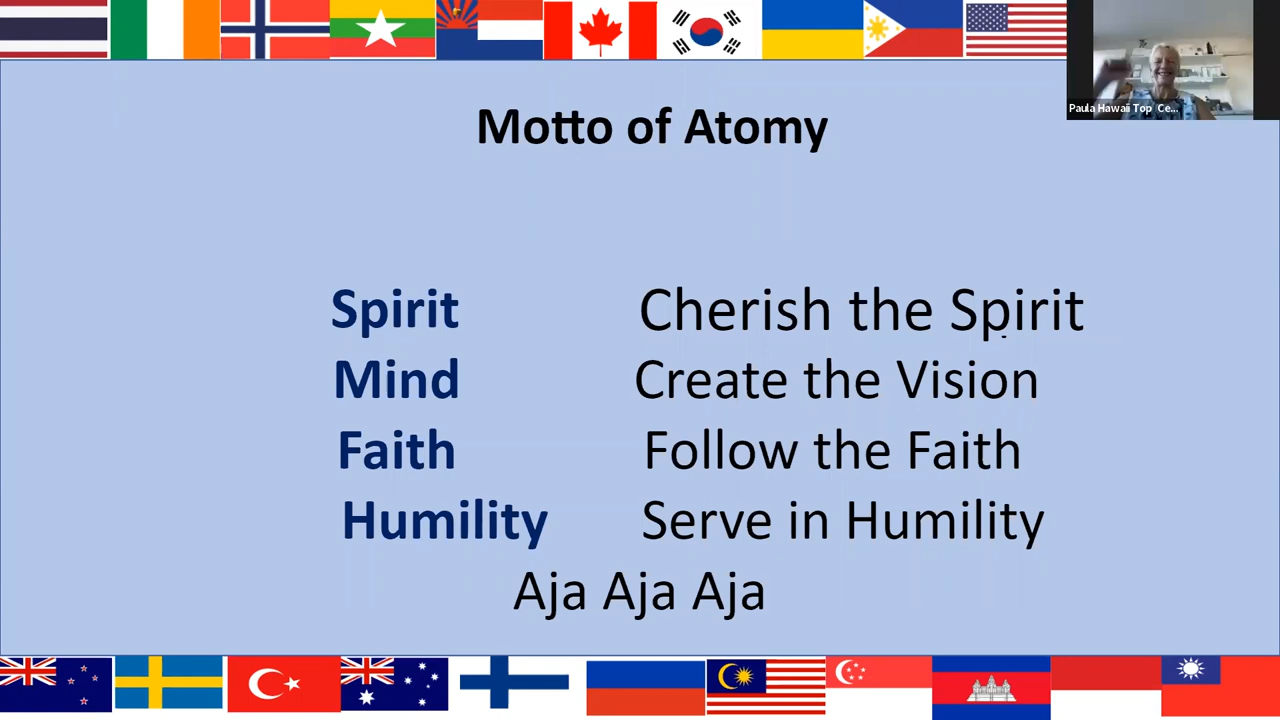 Paula Hawaii Top Ce...
Motto of Atomy
Spirit Cherish the Spirit
Mind Create the Vision
Faith Follow the Faith
Humility Serve in Humility
Aja Aja Aja